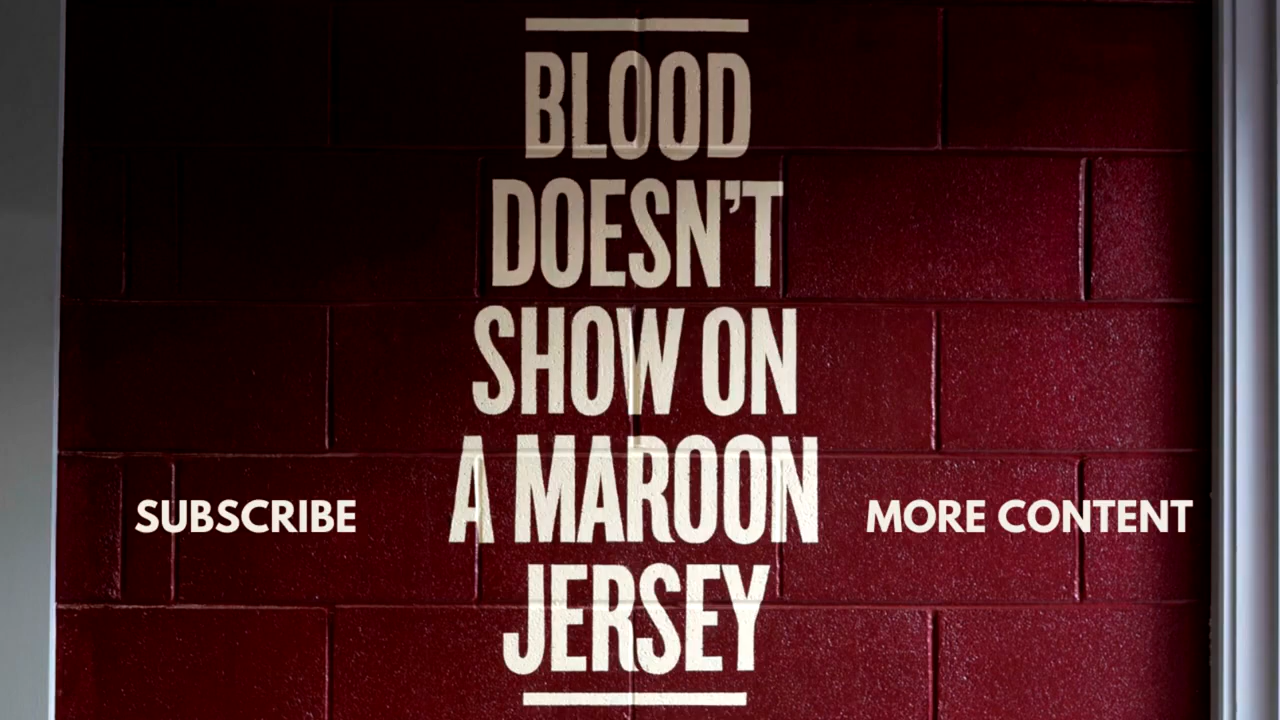 BLOOD
DOESN'T
SHOW ON
A MAROON
JERSEY
SUBSCRIBE
MORE CONTENT